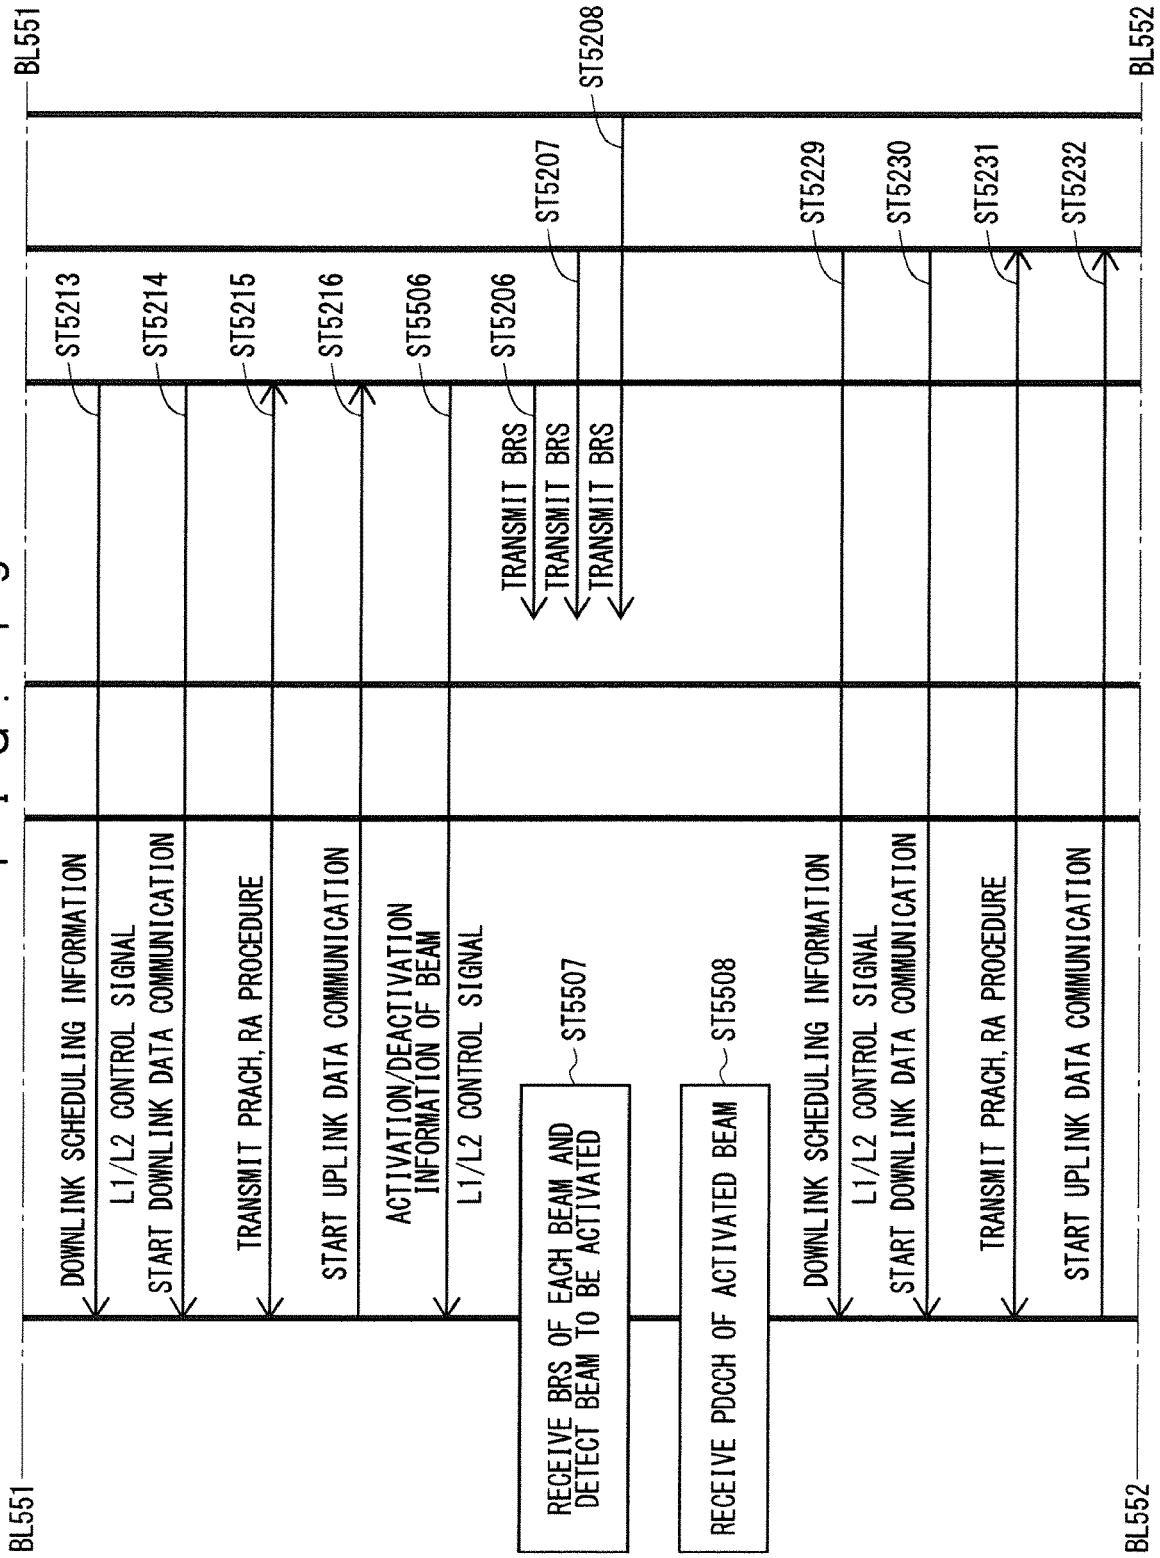 BL551
BL551
DOWNLINK SCHEDULING INFORMATION
ST5213
L1/L2 CONTROL SIGNAL
START DOWNLINK DATA COMMUNICATION
ST5214
TRANSMIT PRACH, RA PROCEDURE
ST5215
START UPLINK DATA COMMUNICATION
ST5216
ACTIVATION/DEACTIVATION
INFORMATION OF BEAM
ST5506
L1/L2 CONTROL SIGNAL
TRANSMIT BRS
ST5206
TRANSMIT BRS
ST5207
TRANSMIT BRS
ST5208
RECEIVE BRS OF EACH BEAM AND
DETECT BEAM TO BE ACTIVATED
ST5507
RECEIVE PDCCH OF ACTIVATED BEAM
ST5508
DOWNLINK SCHEDULING INFORMATION
ST5229
L1/L2 CONTROL SIGNAL
START DOWNLINK DATA COMMUNICATION
ST5230
TRANSMIT PRACH, RA PROCEDURE
ST5231
START UPLINK DATA COMMUNICATION
ST5232
BL552
BL552